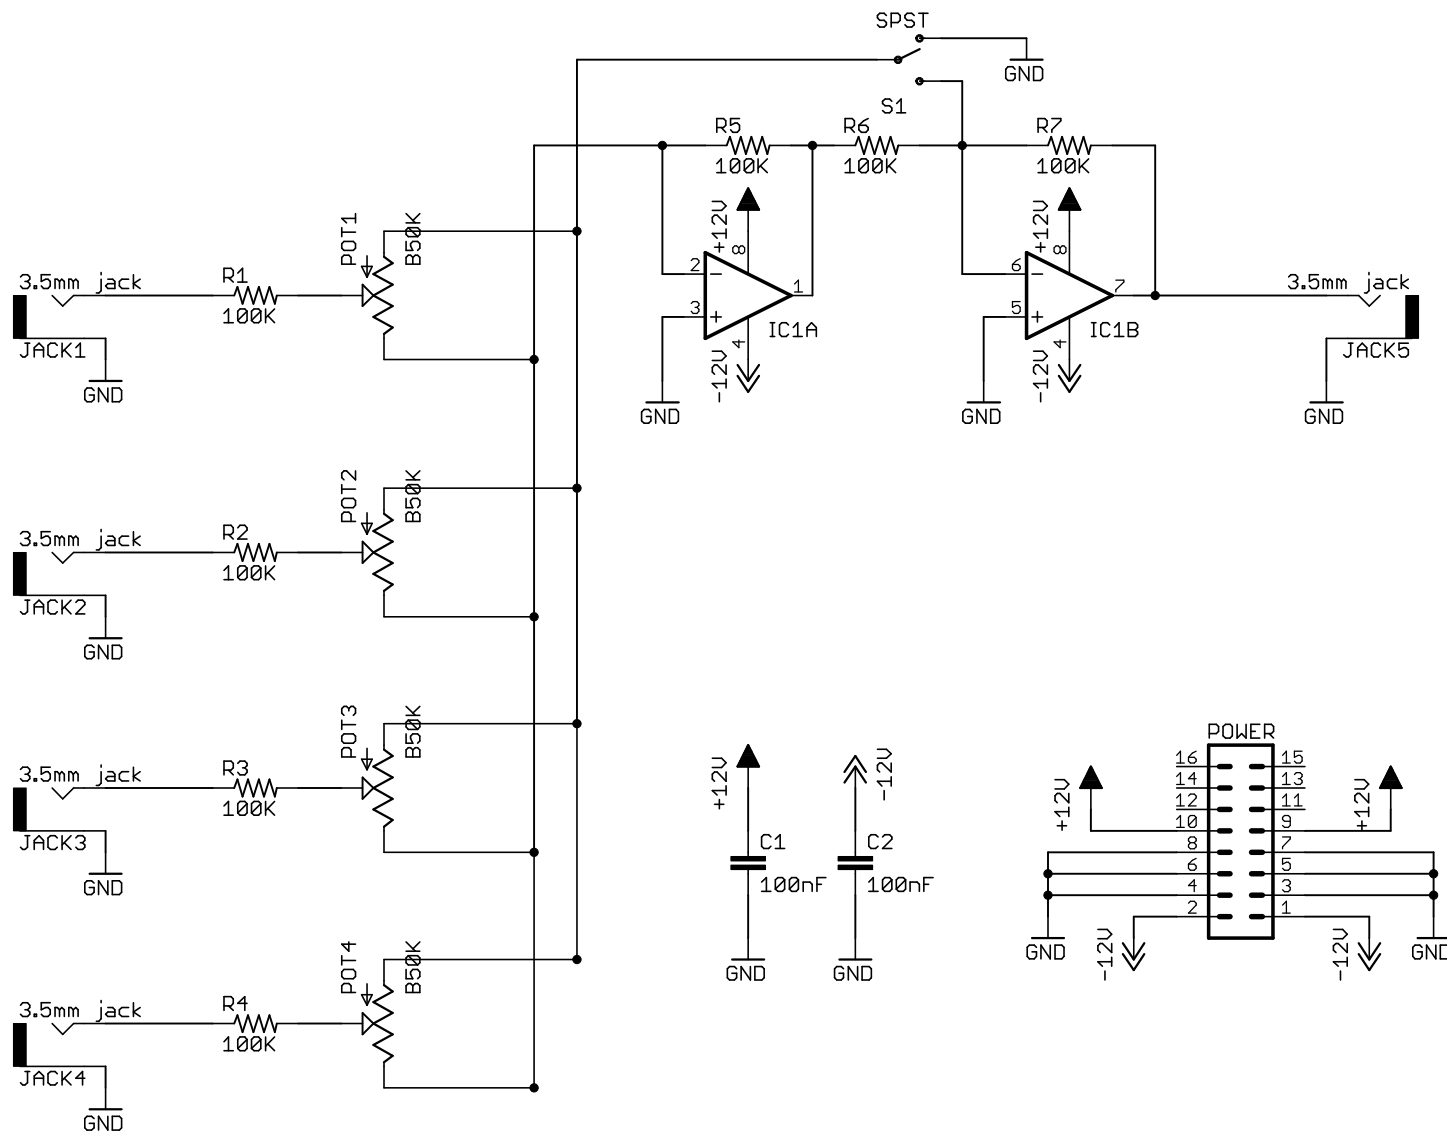 SPST
GND
S1
R5
100K
R6
100K
R7
100K
POT1
B50K
3.5mm jack
R1
100K
JACK1
GND
+12V
8
2
3
1
IC1A
4
-12V
GND
+12V
8
6
5
7
IC1B
4
-12V
GND
3.5mm jack
JACK5
GND
POT2
B50K
3.5mm jack
R2
100K
JACK2
GND
POT3
B50K
3.5mm jack
R3
100K
JACK3
GND
+12V
C1
100nF
GND
-12V
C2
100nF
GND
POWER
16 15
14 13
12 11
10 9
8 7
6 5
4 3
2 1
+12V
+12V
GND
-12V
-12V
GND
POT4
B50K
3.5mm jack
R4
100K
JACK4
GND